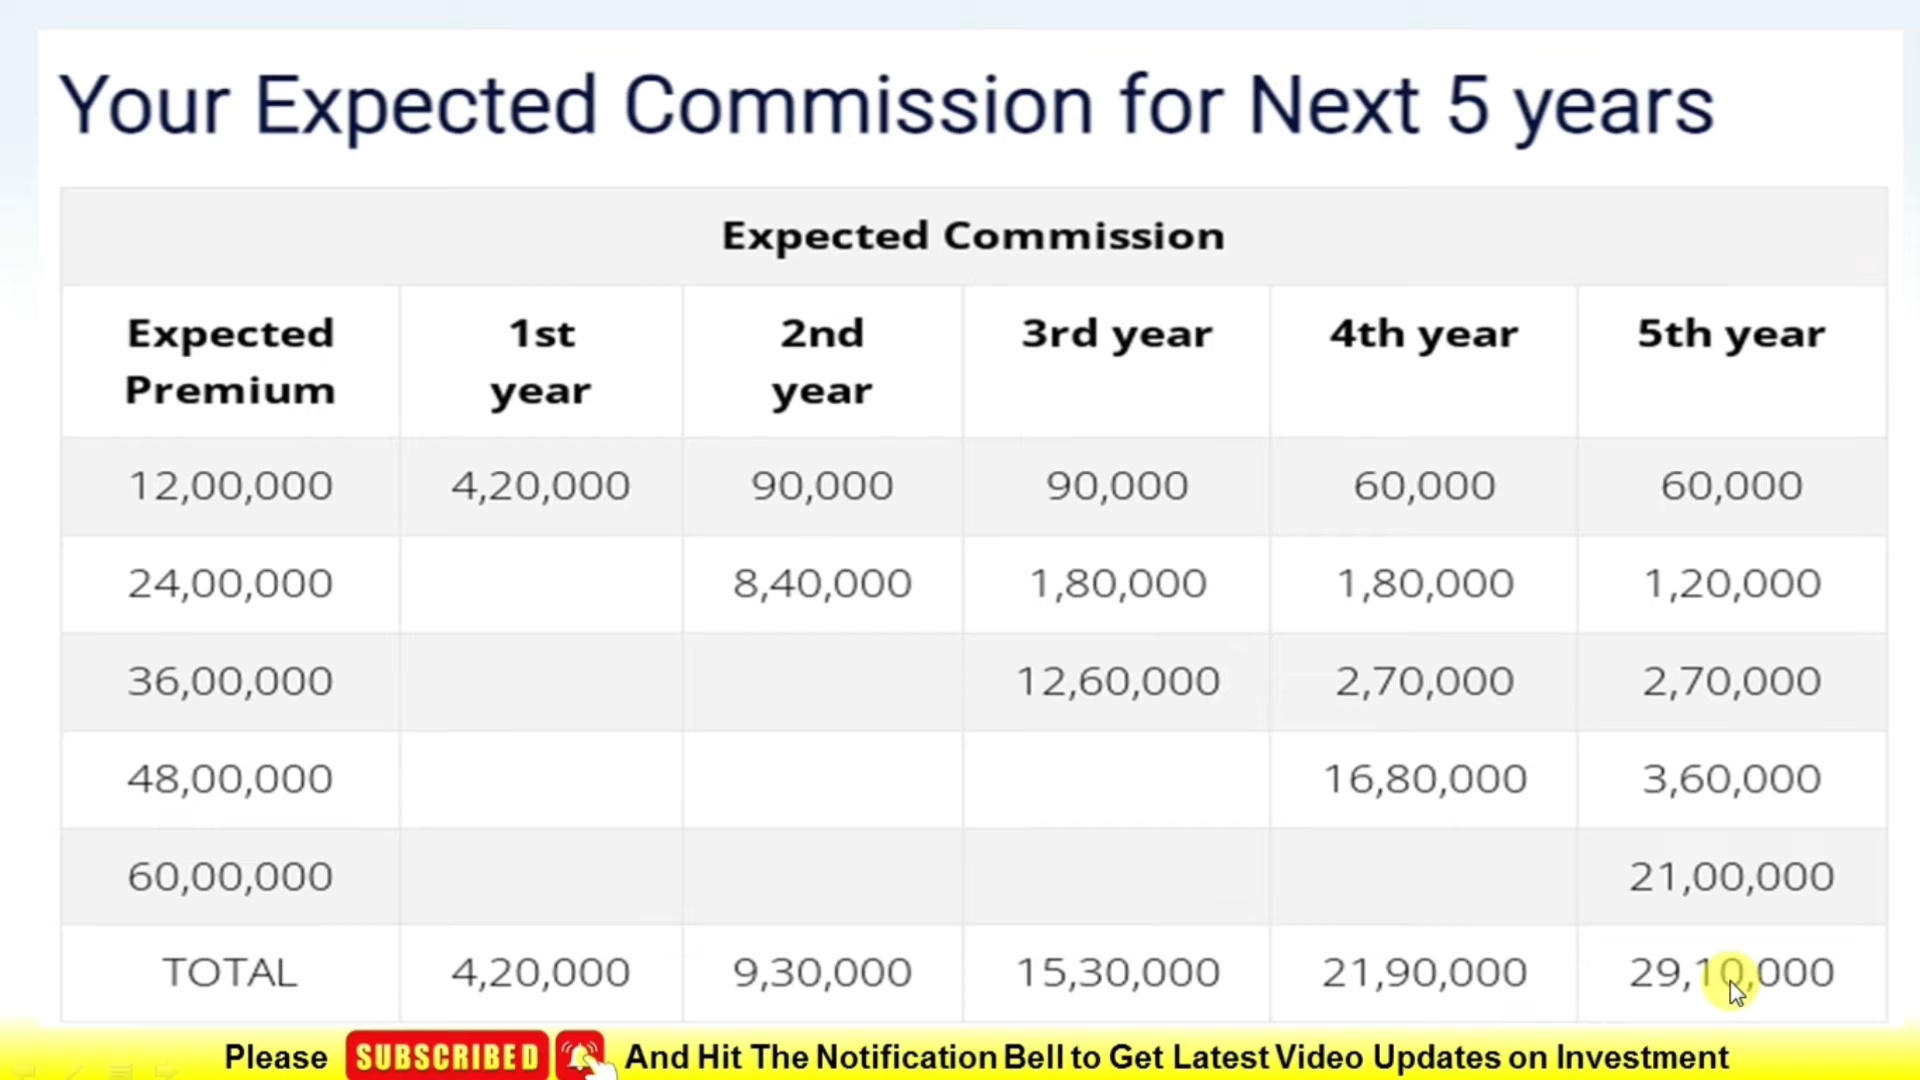 Your Expected Commission for Next 5 years
Expected Commission
Expected Premium 1st year 2nd year 3rd year 4th year 5th year
12,00,000 4,20,000 90,000 90,000 60,000 60,000
24,00,000 8,40,000 1,80,000 1,80,000 1,20,000
36,00,000 12,60,000 2,70,000 2,70,000
48,00,000 16,80,000 3,60,000
60,00,000 21,00,000
TOTAL 4,20,000 9,30,000 15,30,000 21,90,000 29,10,000
Please SUBSCRIBED And Hit The Notification Bell to Get Latest Video Updates on Investment